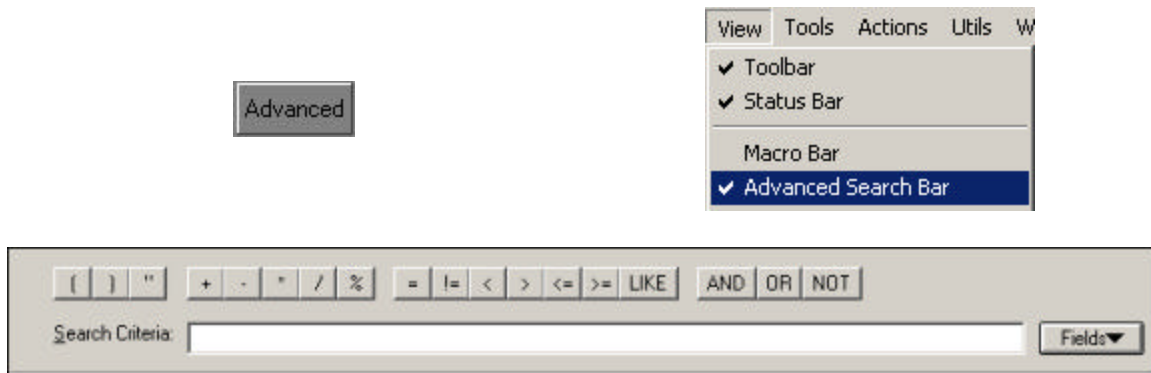 Advanced
View Tools Actions Utils W
✔ Toolbar
✔ Status Bar
Macro Bar
✔ Advanced Search Bar
( ) " + - * / % = != < > <= >= LIKE AND OR NOT
Search Criteria:
Fields▼